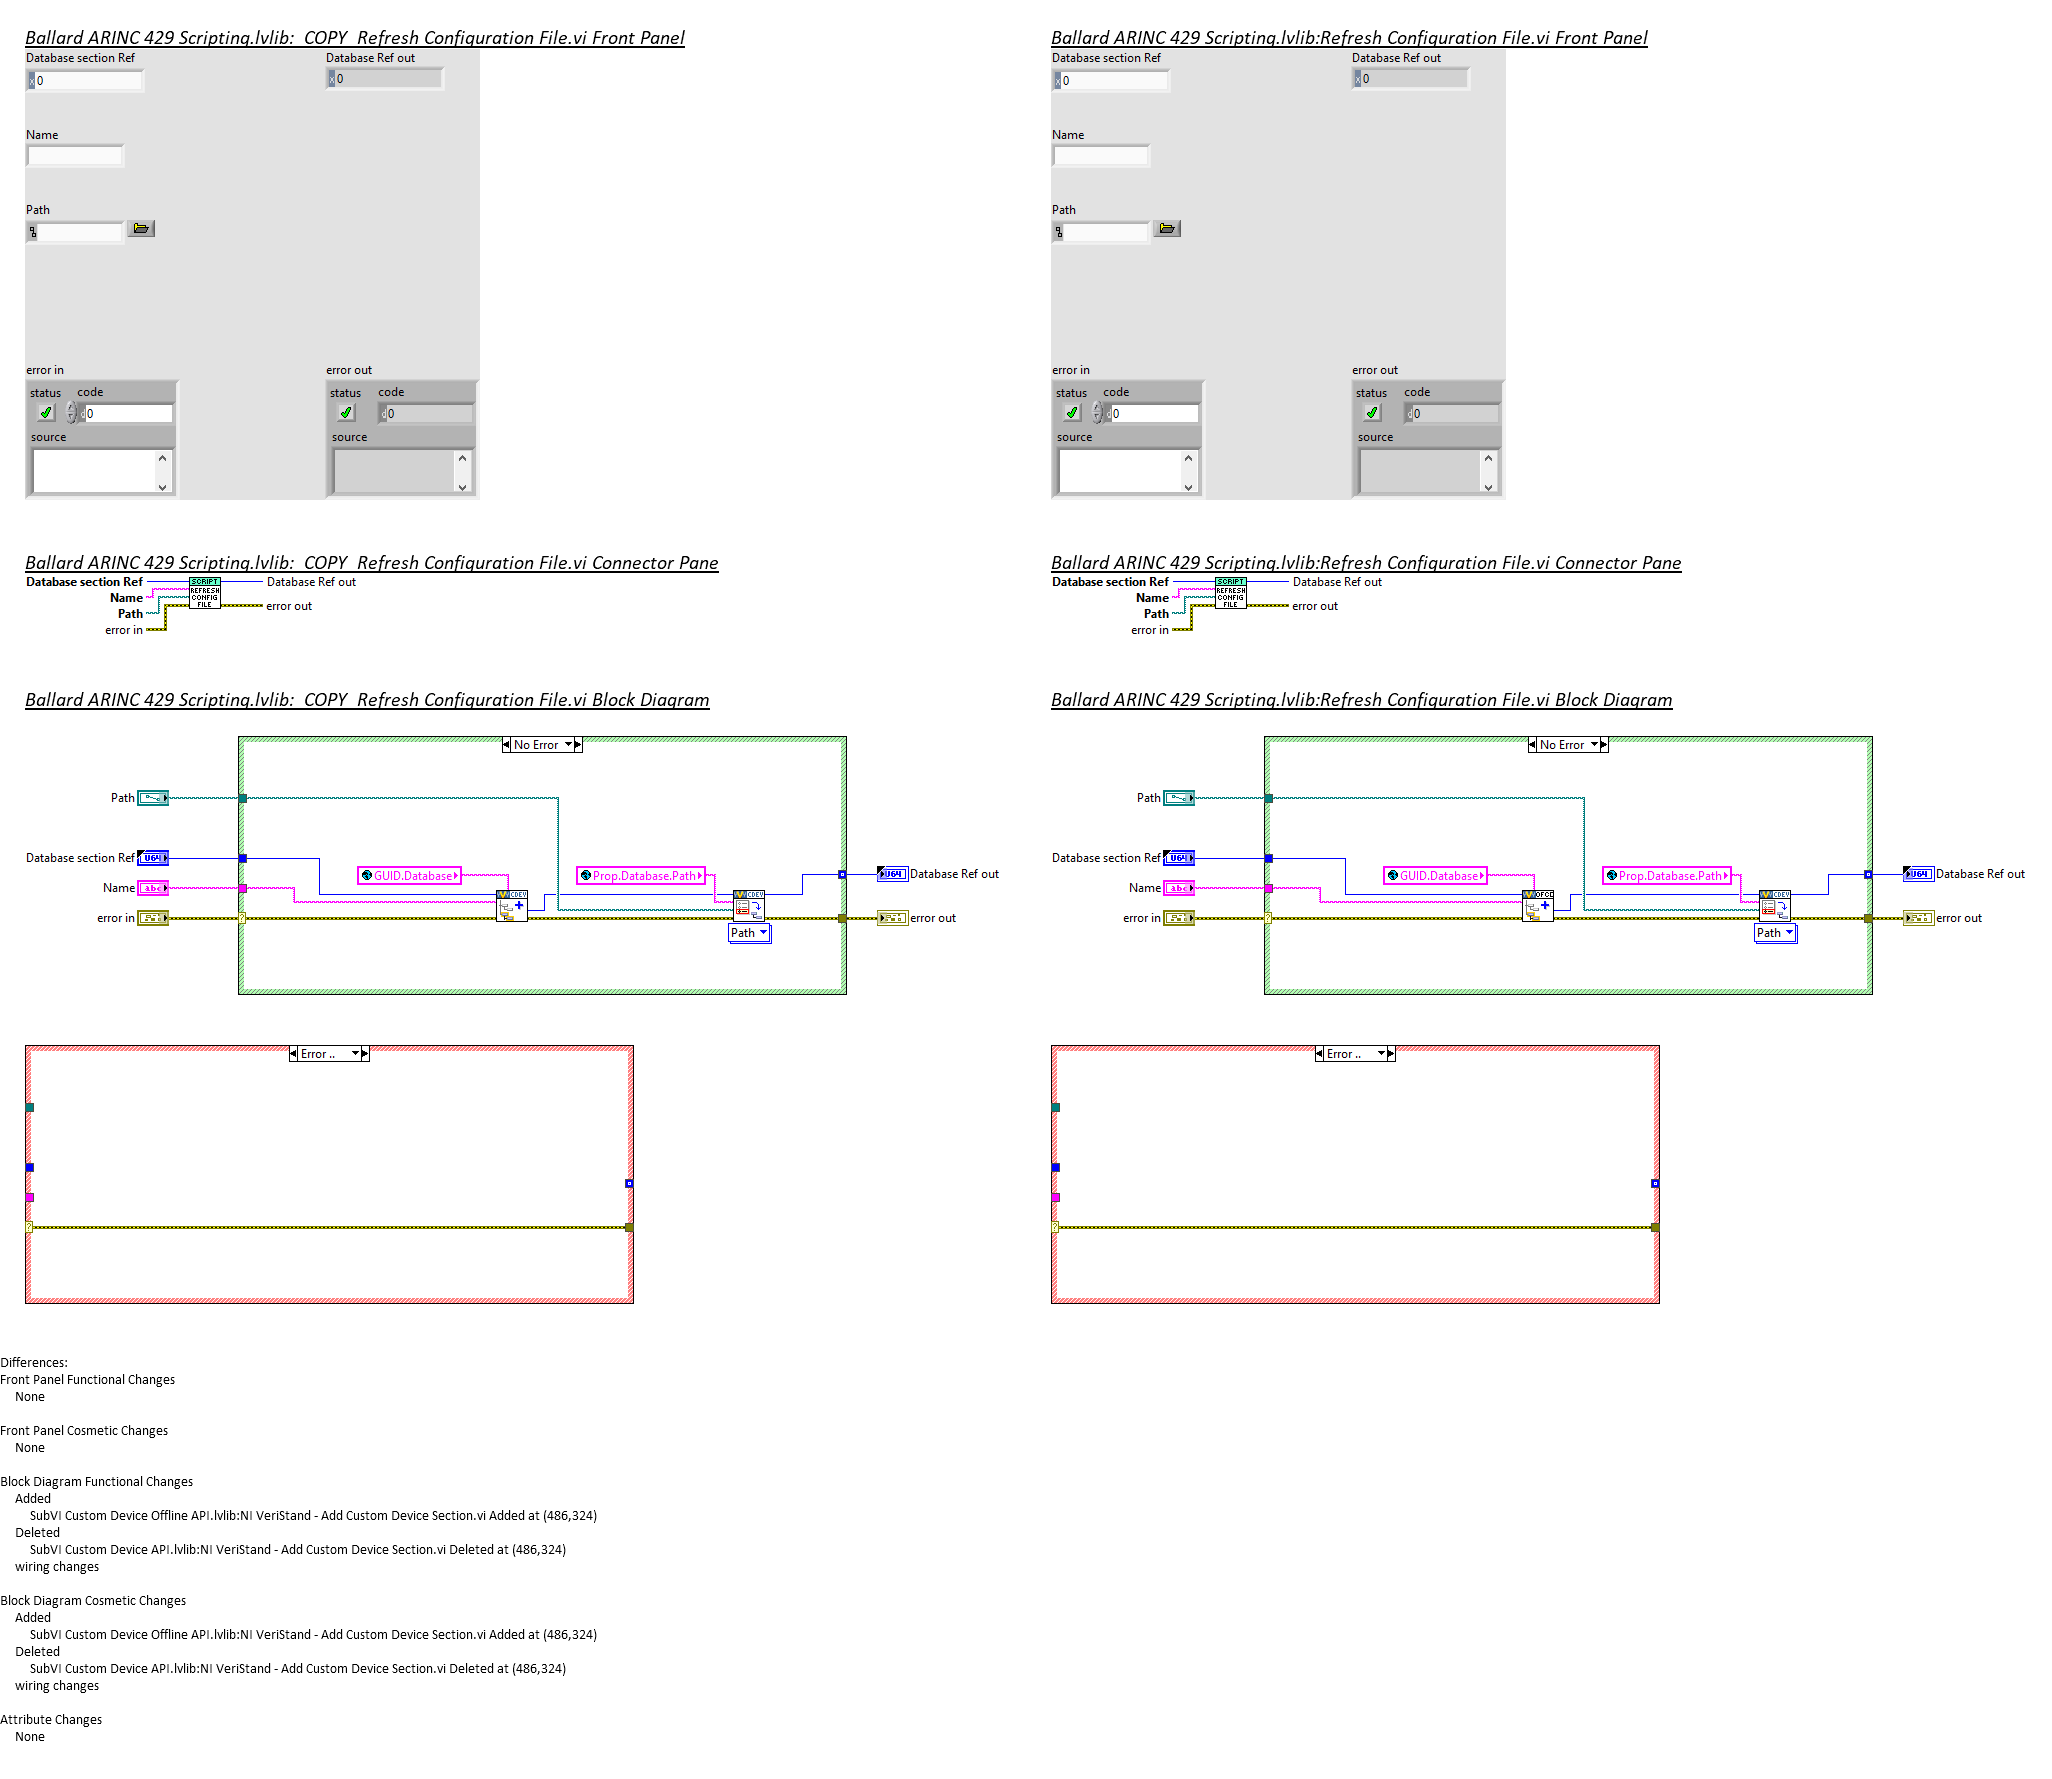 Ballard ARINC 429 Scripting.lvlib:_COPY_Refresh Configuration File.vi Front Panel
Database section Ref
x 0
Database Ref out
x 0
Name
Path
error in
status
code
d 0
source
error out
status
code
d 0
source
Ballard ARINC 429 Scripting.lvlib:_COPY_Refresh Configuration File.vi Connector Pane
Database section Ref
Name
Path
error in
SCRIPT
REFRESH
CONFIG
FILE
Database Ref out
error out
Ballard ARINC 429 Scripting.lvlib:_COPY_Refresh Configuration File.vi Block Diagram
No Error
Path
Database section Ref
U64
Name
abc
error in
?
GUID.Database
CDEV
Prop.Database.Path
CDEV
Path
U64
Database Ref out
error out
Error ..
?
Ballard ARINC 429 Scripting.lvlib:Refresh Configuration File.vi Front Panel
Database section Ref
x 0
Database Ref out
x 0
Name
Path
error in
status
code
d 0
source
error out
status
code
d 0
source
Ballard ARINC 429 Scripting.lvlib:Refresh Configuration File.vi Connector Pane
Database section Ref
Name
Path
error in
SCRIPT
REFRESH
CONFIG
FILE
Database Ref out
error out
Ballard ARINC 429 Scripting.lvlib:Refresh Configuration File.vi Block Diagram
No Error
Path
Database section Ref
U64
Name
abc
error in
?
GUID.Database
Prop.Database.Path
CDEV
Path
U64
Database Ref out
error out
Error ..
?
Differences:
Front Panel Functional Changes
None
Front Panel Cosmetic Changes
None
Block Diagram Functional Changes
Added
SubVI Custom Device Offline API.lvlib:NI VeriStand - Add Custom Device Section.vi Added at (486,324)
Deleted
SubVI Custom Device API.lvlib:NI VeriStand - Add Custom Device Section.vi Deleted at (486,324)
wiring changes
Block Diagram Cosmetic Changes
Added
SubVI Custom Device Offline API.lvlib:NI VeriStand - Add Custom Device Section.vi Added at (486,324)
Deleted
SubVI Custom Device API.lvlib:NI VeriStand - Add Custom Device Section.vi Deleted at (486,324)
wiring changes
Attribute Changes
None